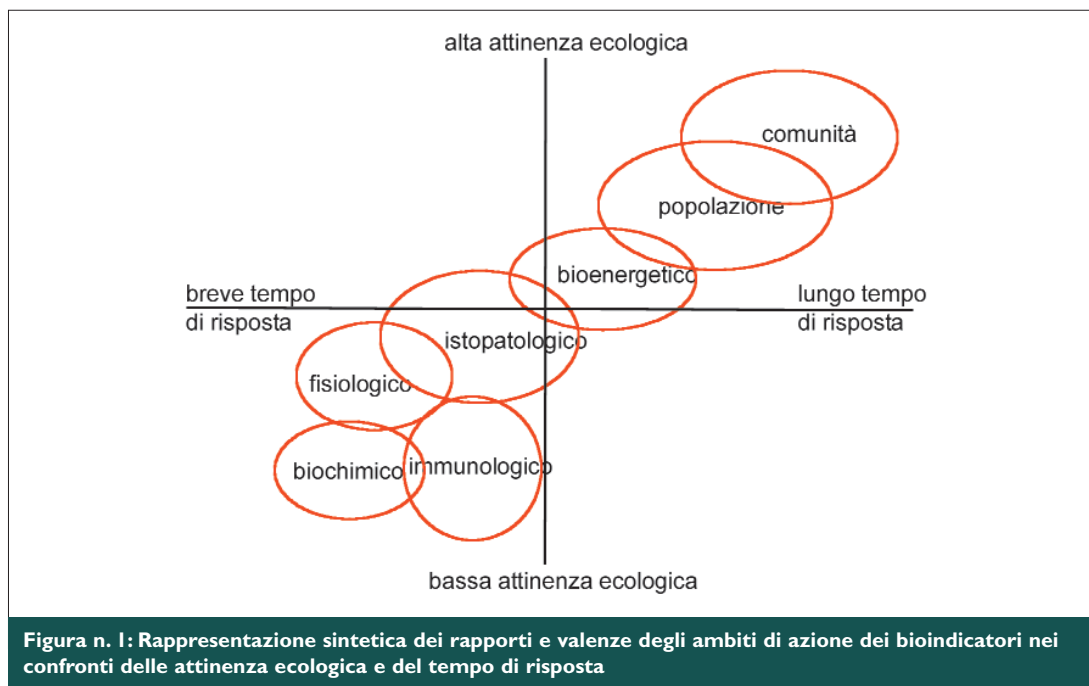 alta attinenza ecologica
comunità
popolazione
bioenergetico
breve tempo
di risposta
lungo tempo
di risposta
istopatologico
fisiologico
biochimico
immunologico
bassa attinenza ecologica
Figura n. 1: Rappresentazione sintetica dei rapporti e valenze degli ambiti di azione dei bioindicatori nei
confronti delle attinenza ecologica e del tempo di risposta